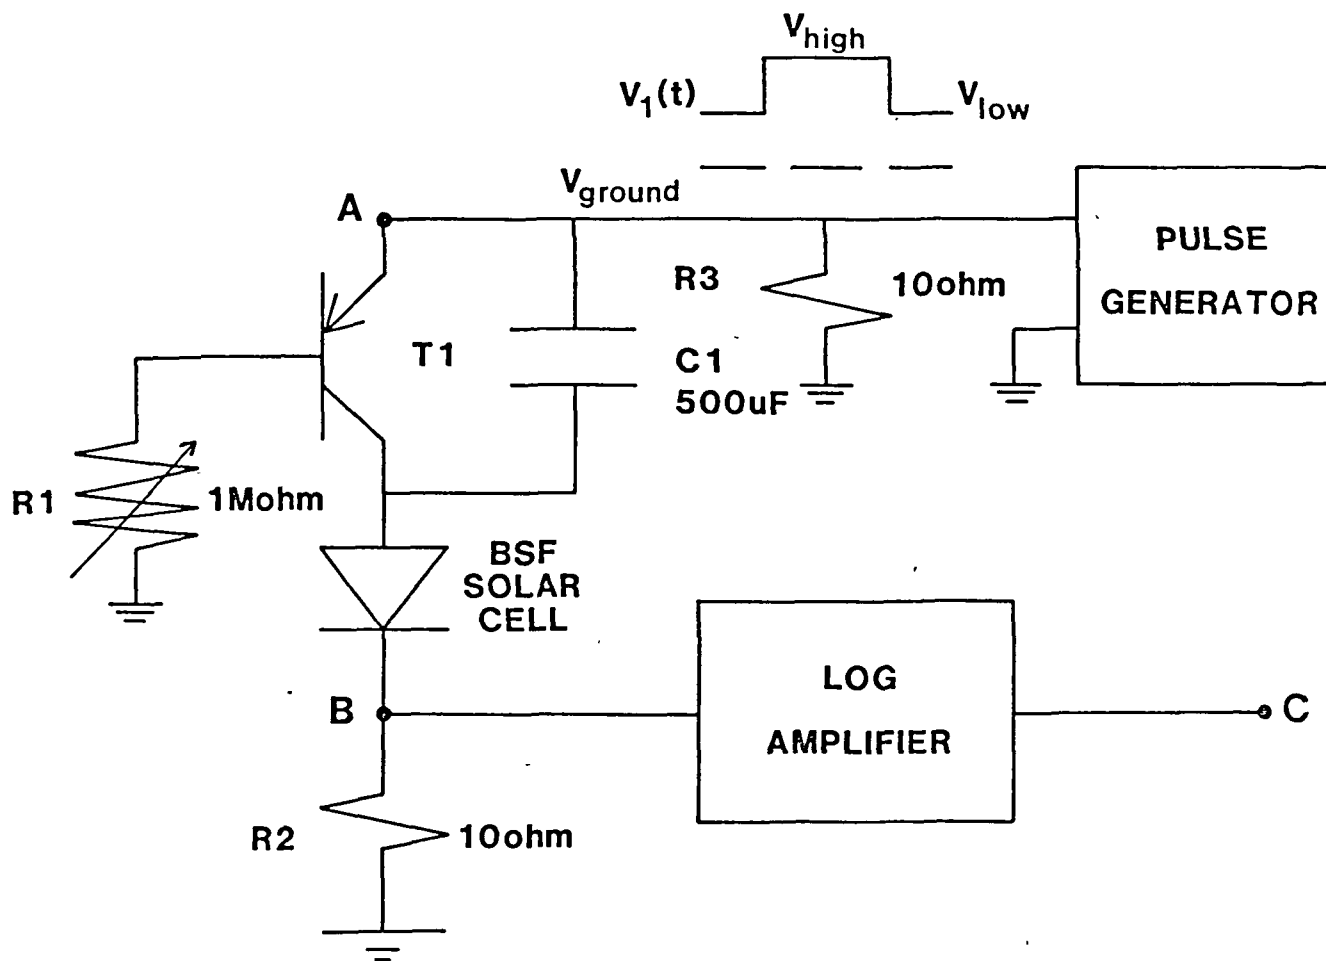 Vhigh
V1(t)
Vlow
Vground
A
PULSE
GENERATOR
R3
10ohm
T1
C1
500uF
R1
1Mohm
BSF
SOLAR
CELL
LOG
AMPLIFIER
B
C
R2
10ohm